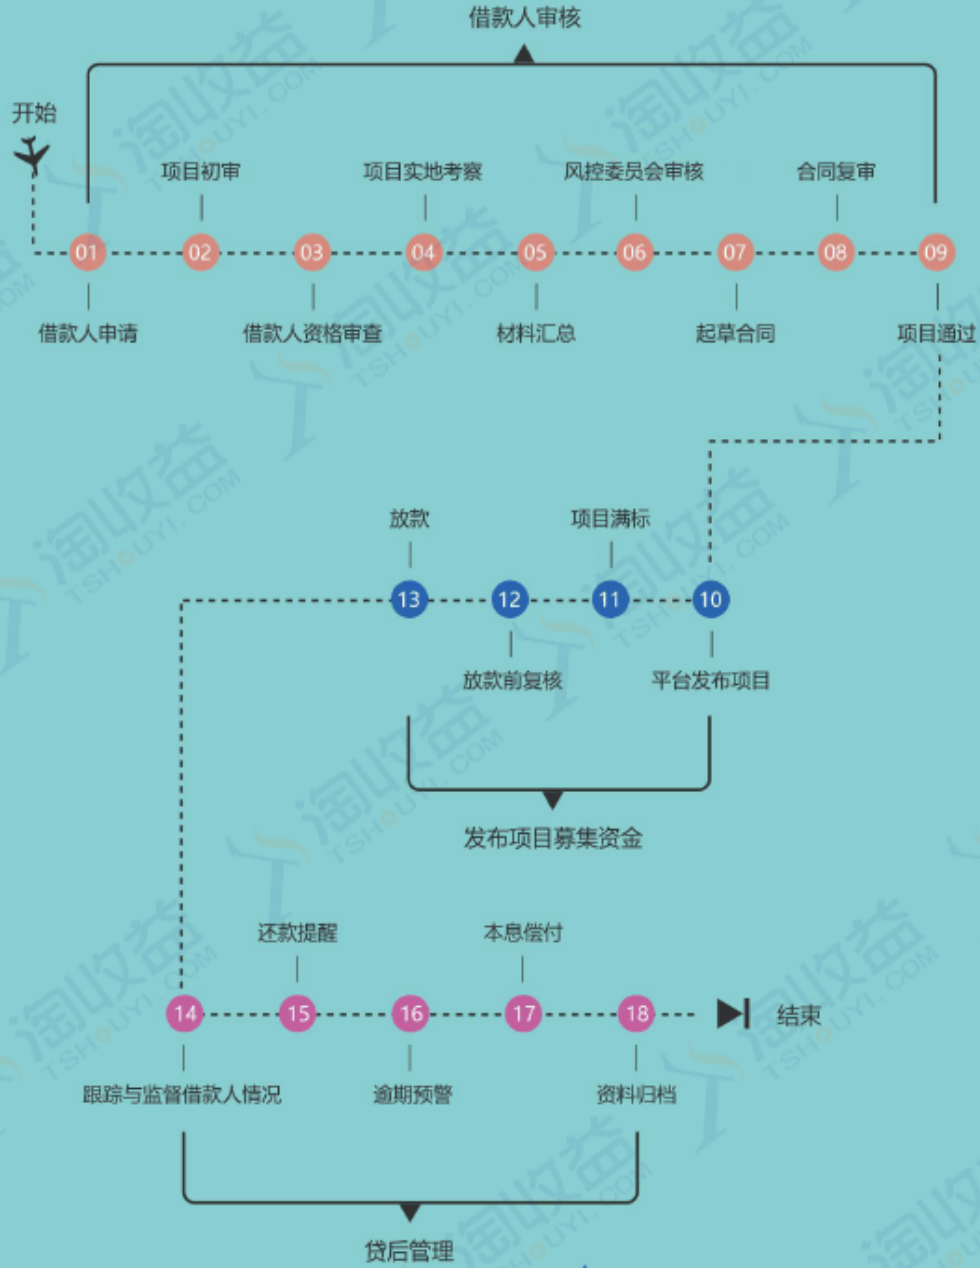 借款人审核
开始
项目初审
项目实地考察
风控委员会审核
合同复审
01 02 03 04 05 06 07 08 09
借款人申请
借款人资格审查
材料汇总
起草合同
项目通过
放款
项目满标
13 12 11 10
放款前复核
平台发布项目
发布项目募集资金
还款提醒
本息偿付
14 15 16 17 18
结束
跟踪与监督借款人情况
逾期预警
资料归档
贷后管理
淘收益
TSHOUYI.COM